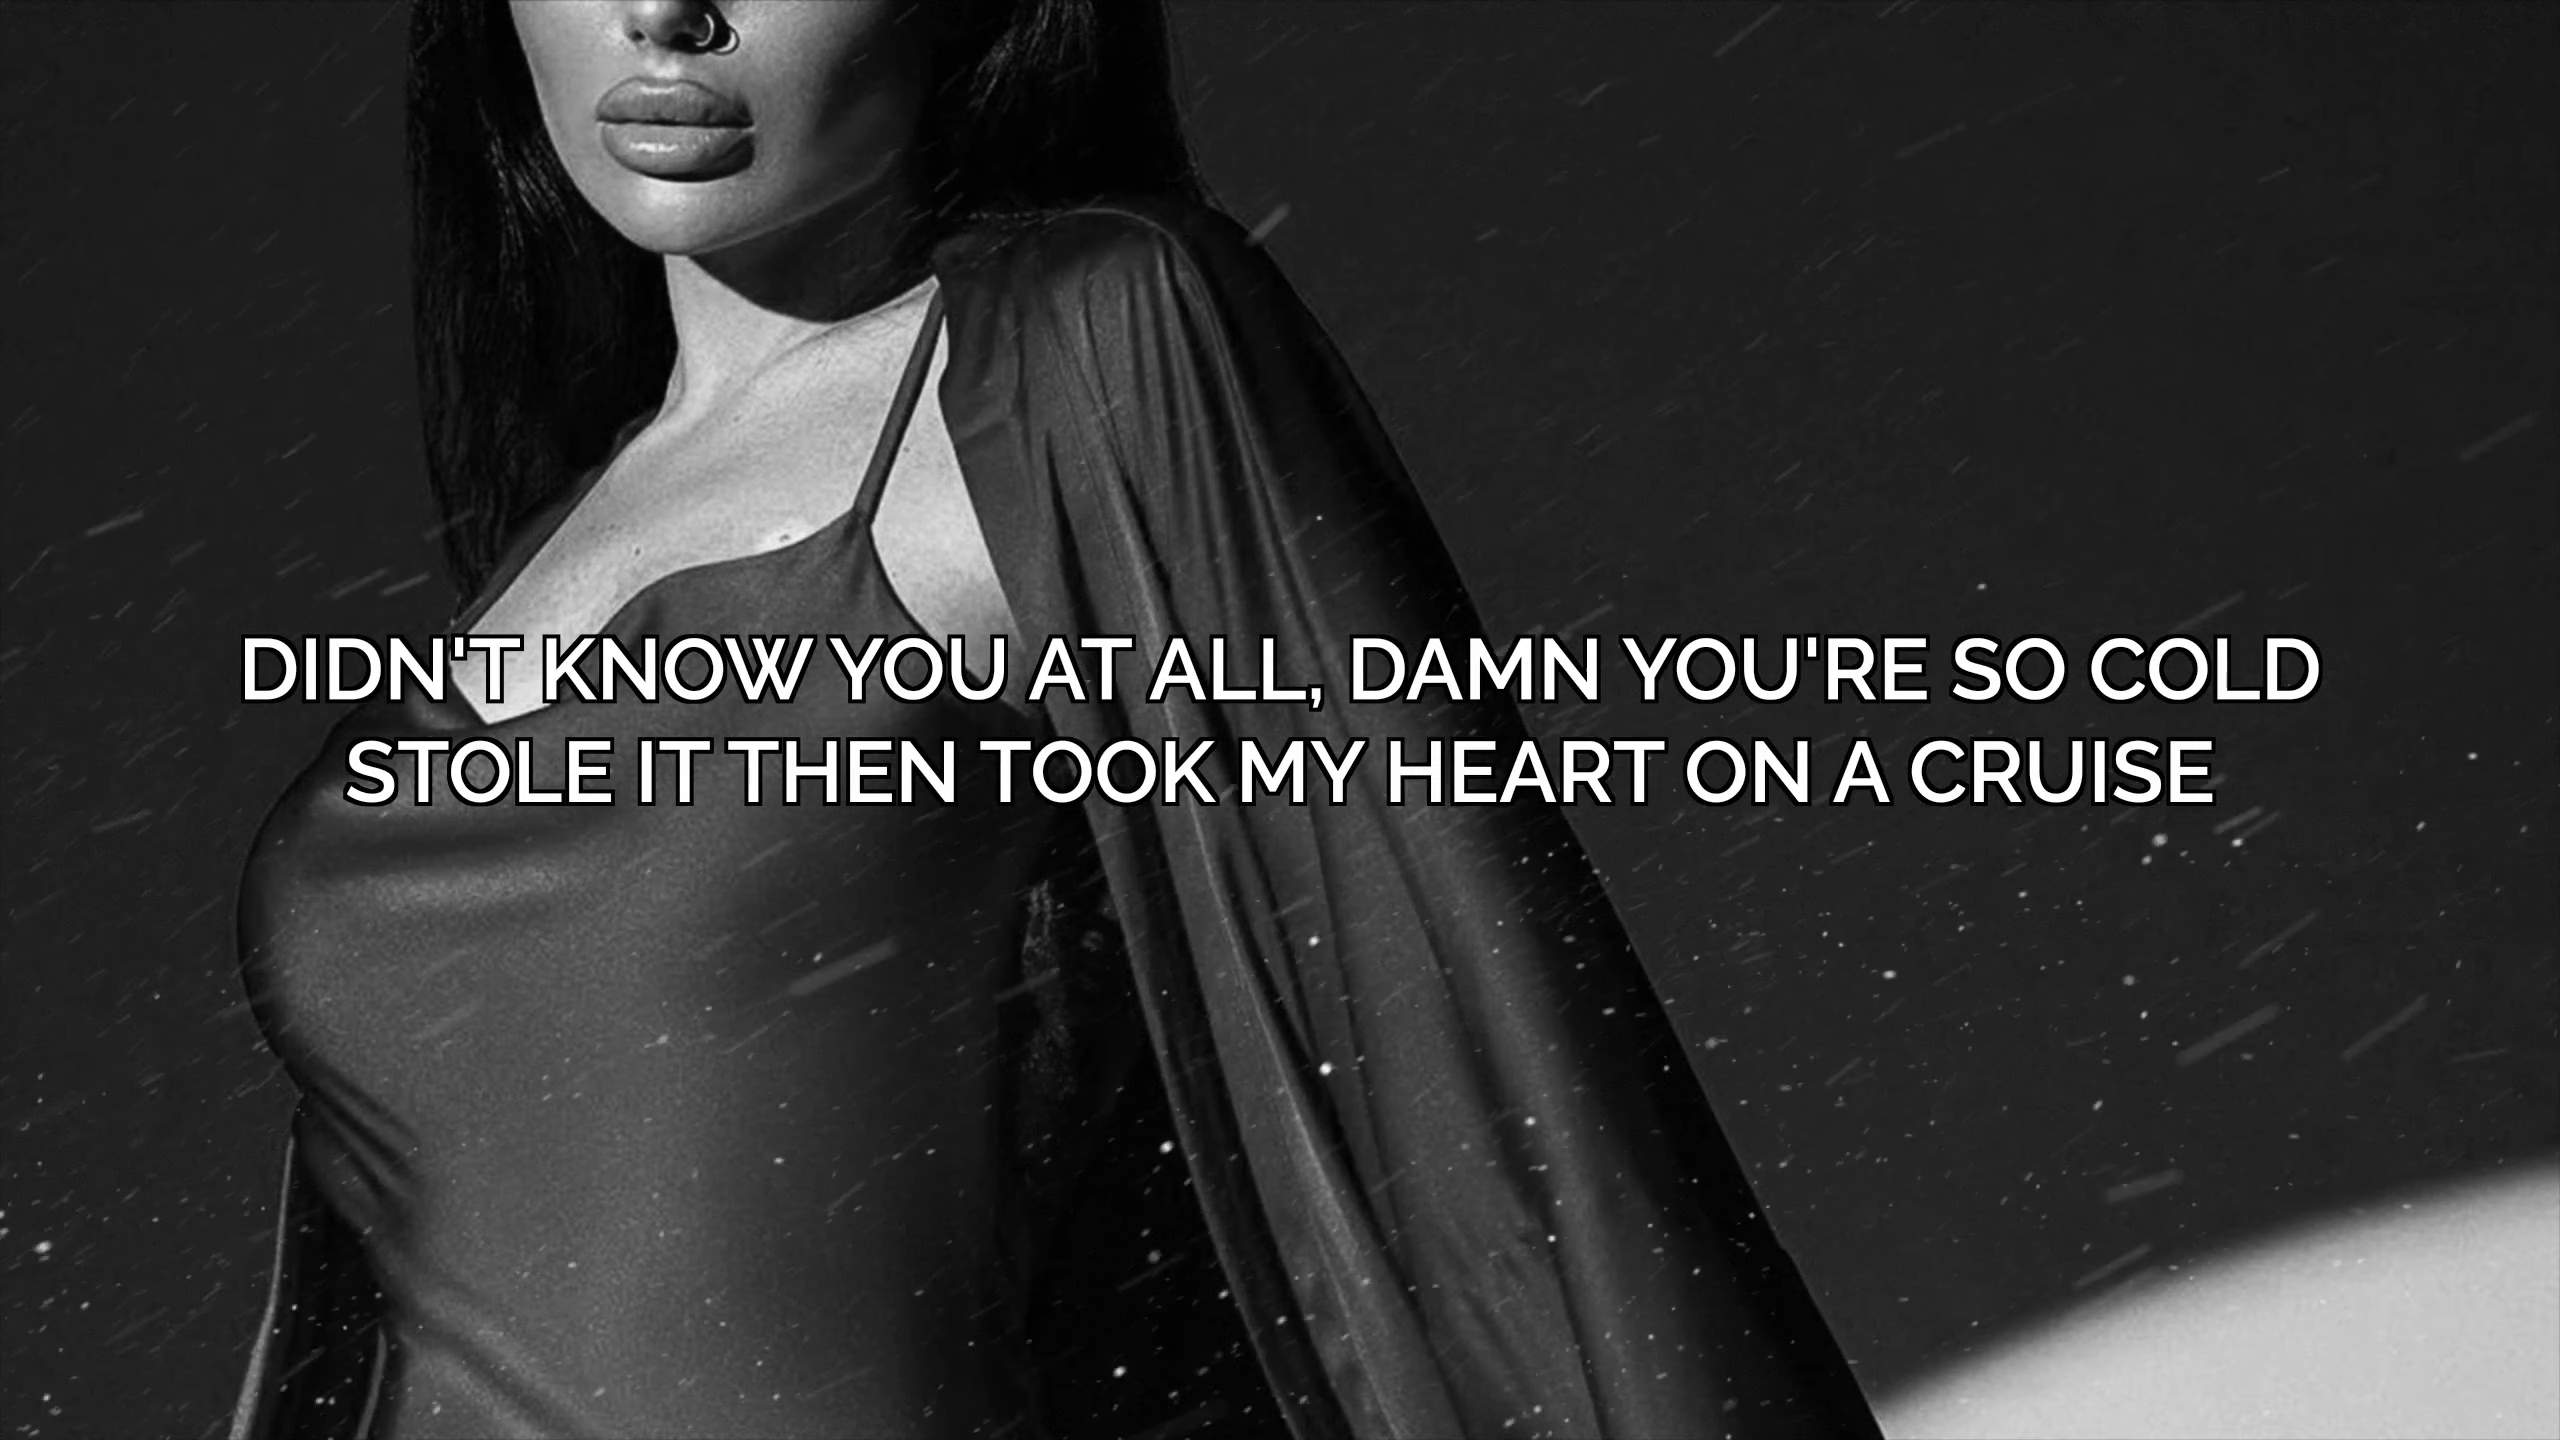 DIDN'T KNOW YOU AT ALL, DAMN YOU'RE SO COLD
STOLE IT THEN TOOK MY HEART ON A CRUISE